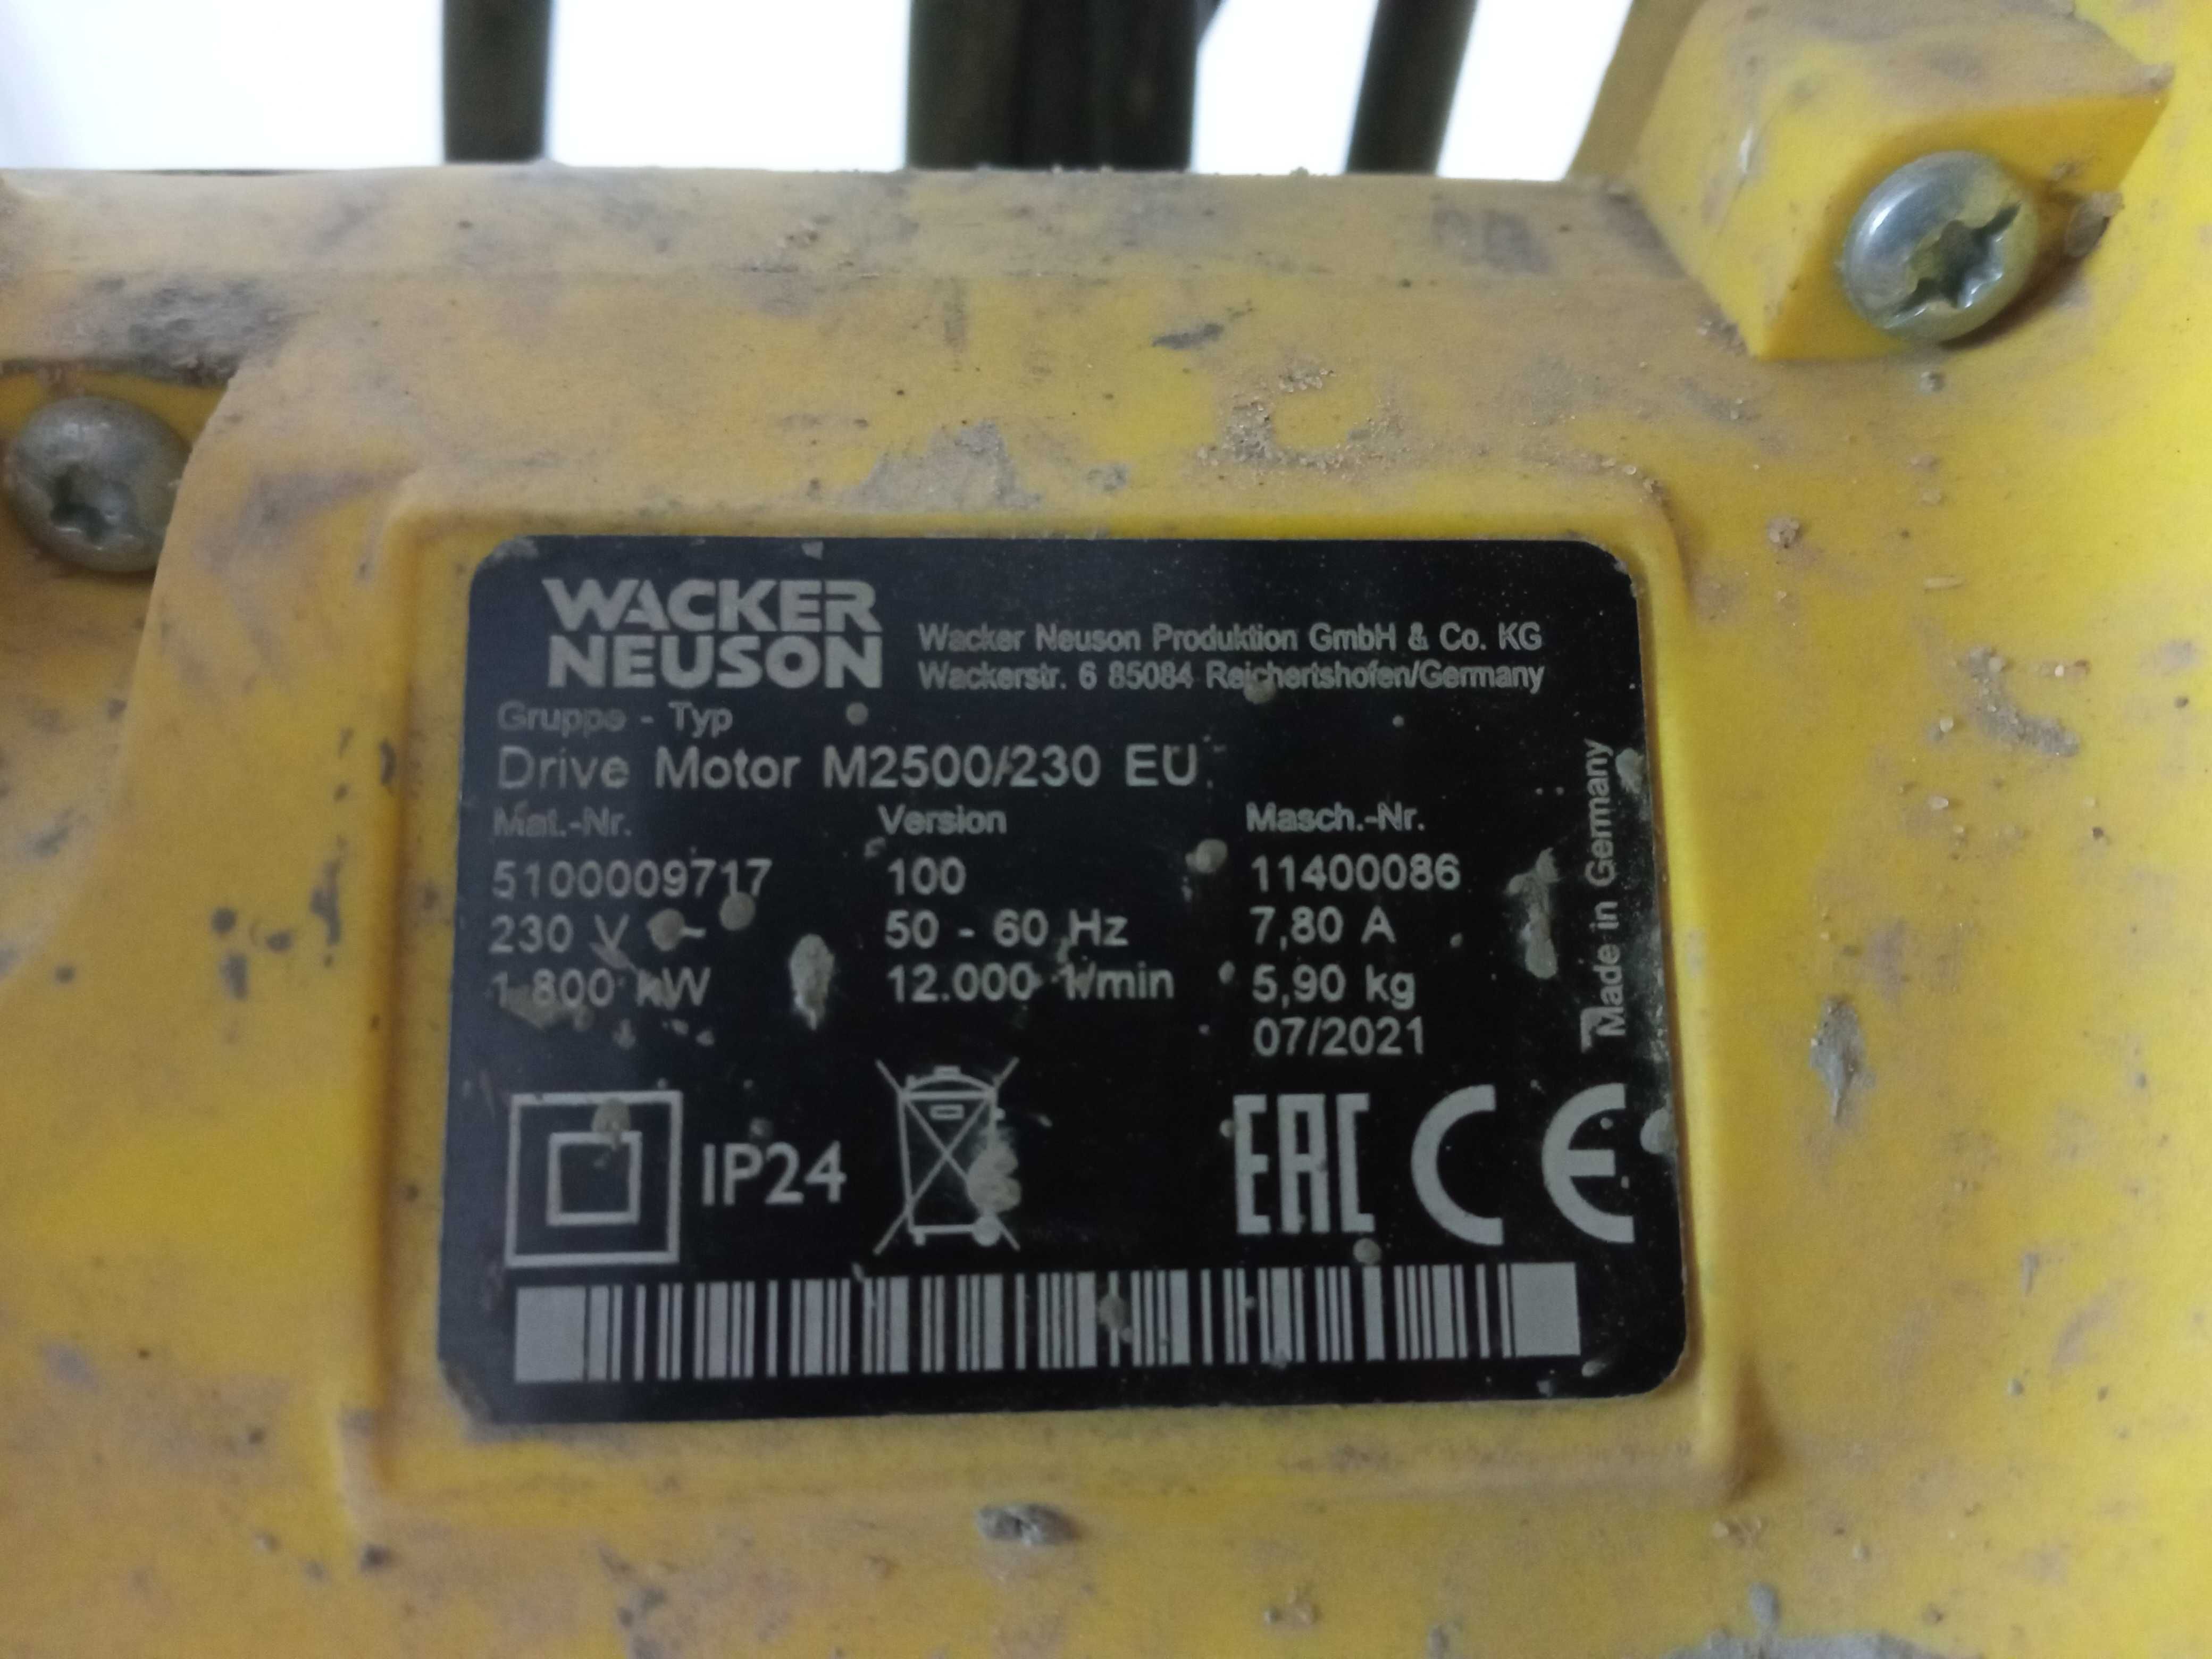 WACKER
NEUSON
Wacker Neuson Produktion GmbH & Co. KG
Wackerstr. 6 85084 Reichertshofen/Germany
Gruppe - Typ
Drive Motor M2500/230 EU
Mat.-Nr. Version Masch.-Nr.
5100009717 100 11400086
230 V ~ 50 - 60 Hz 7,80 A
1,800 kW 12.000 1/min 5,90 kg
07/2021
Made in Germany
IP24 EAC CE